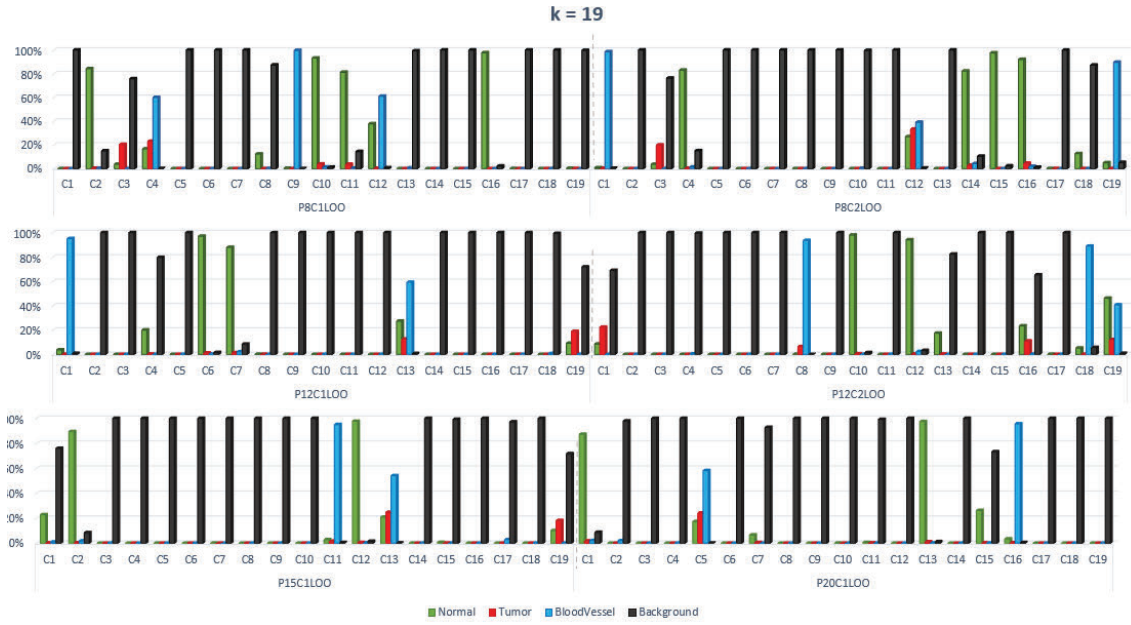 k = 19
100%
80%
60%
40%
20%
0%
C1 C2 C3 C4 C5 C6 C7 C8 C9 C10 C11 C12 C13 C14 C15 C16 C17 C18 C19 C1 C2 C3 C4 C5 C6 C7 C8 C9 C10 C11 C12 C13 C14 C15 C16 C17 C18 C19
P8C1LOO P8C2LOO
100%
80%
60%
40%
20%
0%
C1 C2 C3 C4 C5 C6 C7 C8 C9 C10 C11 C12 C13 C14 C15 C16 C17 C18 C19 C1 C2 C3 C4 C5 C6 C7 C8 C9 C10 C11 C12 C13 C14 C15 C16 C17 C18 C19
P12C1LOO P12C2LOO
100%
80%
60%
40%
20%
0%
C1 C2 C3 C4 C5 C6 C7 C8 C9 C10 C11 C12 C13 C14 C15 C16 C17 C18 C19 C1 C2 C3 C4 C5 C6 C7 C8 C9 C10 C11 C12 C13 C14 C15 C16 C17 C18 C19
P15C1LOO P20C1LOO
Normal Tumor BloodVessel Background